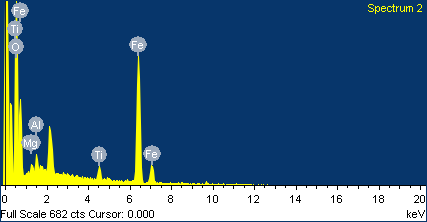 Spectrum 2
Fe
Ti
O
Fe
Al
Mg
Ti
Fe
0 2 4 6 8 10 12 14 16 18 20
Full Scale 682 cts Cursor: 0.000 keV